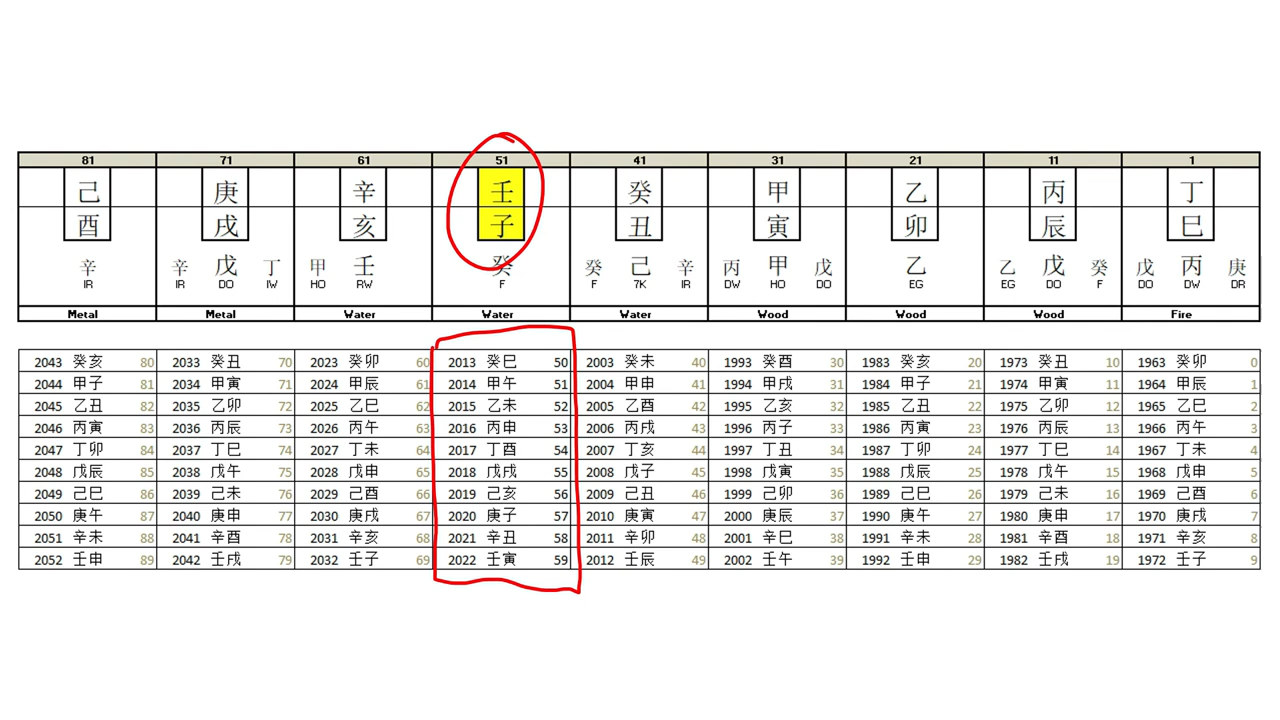 81 71 61 51 41 31 21 11 1
己 庚 辛 壬 癸 甲 乙 丙 丁
酉 戌 亥 子 丑 寅 卯 辰 巳
辛 辛 戊 丁 甲 壬 癸 癸 己 辛 丙 甲 戊 乙 乙 戊 癸 戊 丙 庚
IR IR DO IW HO RW F F 7K IR DW HO DO EG EG DO F DO DW DR
Metal Metal Water Water Water Wood Wood Wood Fire
2043 癸亥 80 2033 癸丑 70 2023 癸卯 60 2013 癸巳 50 2003 癸未 40 1993 癸酉 30 1983 癸亥 20 1973 癸丑 10 1963 癸卯 0
2044 甲子 81 2034 甲寅 71 2024 甲辰 61 2014 甲午 51 2004 甲申 41 1994 甲戌 31 1984 甲子 21 1974 甲寅 11 1964 甲辰 1
2045 乙丑 82 2035 乙卯 72 2025 乙巳 62 2015 乙未 52 2005 乙酉 42 1995 乙亥 32 1985 乙丑 22 1975 乙卯 12 1965 乙巳 2
2046 丙寅 83 2036 丙辰 73 2026 丙午 63 2016 丙申 53 2006 丙戌 43 1996 丙子 33 1986 丙寅 23 1976 丙辰 13 1966 丙午 3
2047 丁卯 84 2037 丁巳 74 2027 丁未 64 2017 丁酉 54 2007 丁亥 44 1997 丁丑 34 1987 丁卯 24 1977 丁巳 14 1967 丁未 4
2048 戊辰 85 2038 戊午 75 2028 戊申 65 2018 戊戌 55 2008 戊子 45 1998 戊寅 35 1988 戊辰 25 1978 戊午 15 1968 戊申 5
2049 己巳 86 2039 己未 76 2029 己酉 66 2019 己亥 56 2009 己丑 46 1999 己卯 36 1989 己巳 26 1979 己未 16 1969 己酉 6
2050 庚午 87 2040 庚申 77 2030 庚戌 67 2020 庚子 57 2010 庚寅 47 2000 庚辰 37 1990 庚午 27 1980 庚申 17 1970 庚戌 7
2051 辛未 88 2041 辛酉 78 2031 辛亥 68 2021 辛丑 58 2011 辛卯 48 2001 辛巳 38 1991 辛未 28 1981 辛酉 18 1971 辛亥 8
2052 壬申 89 2042 壬戌 79 2032 壬子 69 2022 壬寅 59 2012 壬辰 49 2002 壬午 39 1992 壬申 29 1982 壬戌 19 1972 壬子 9